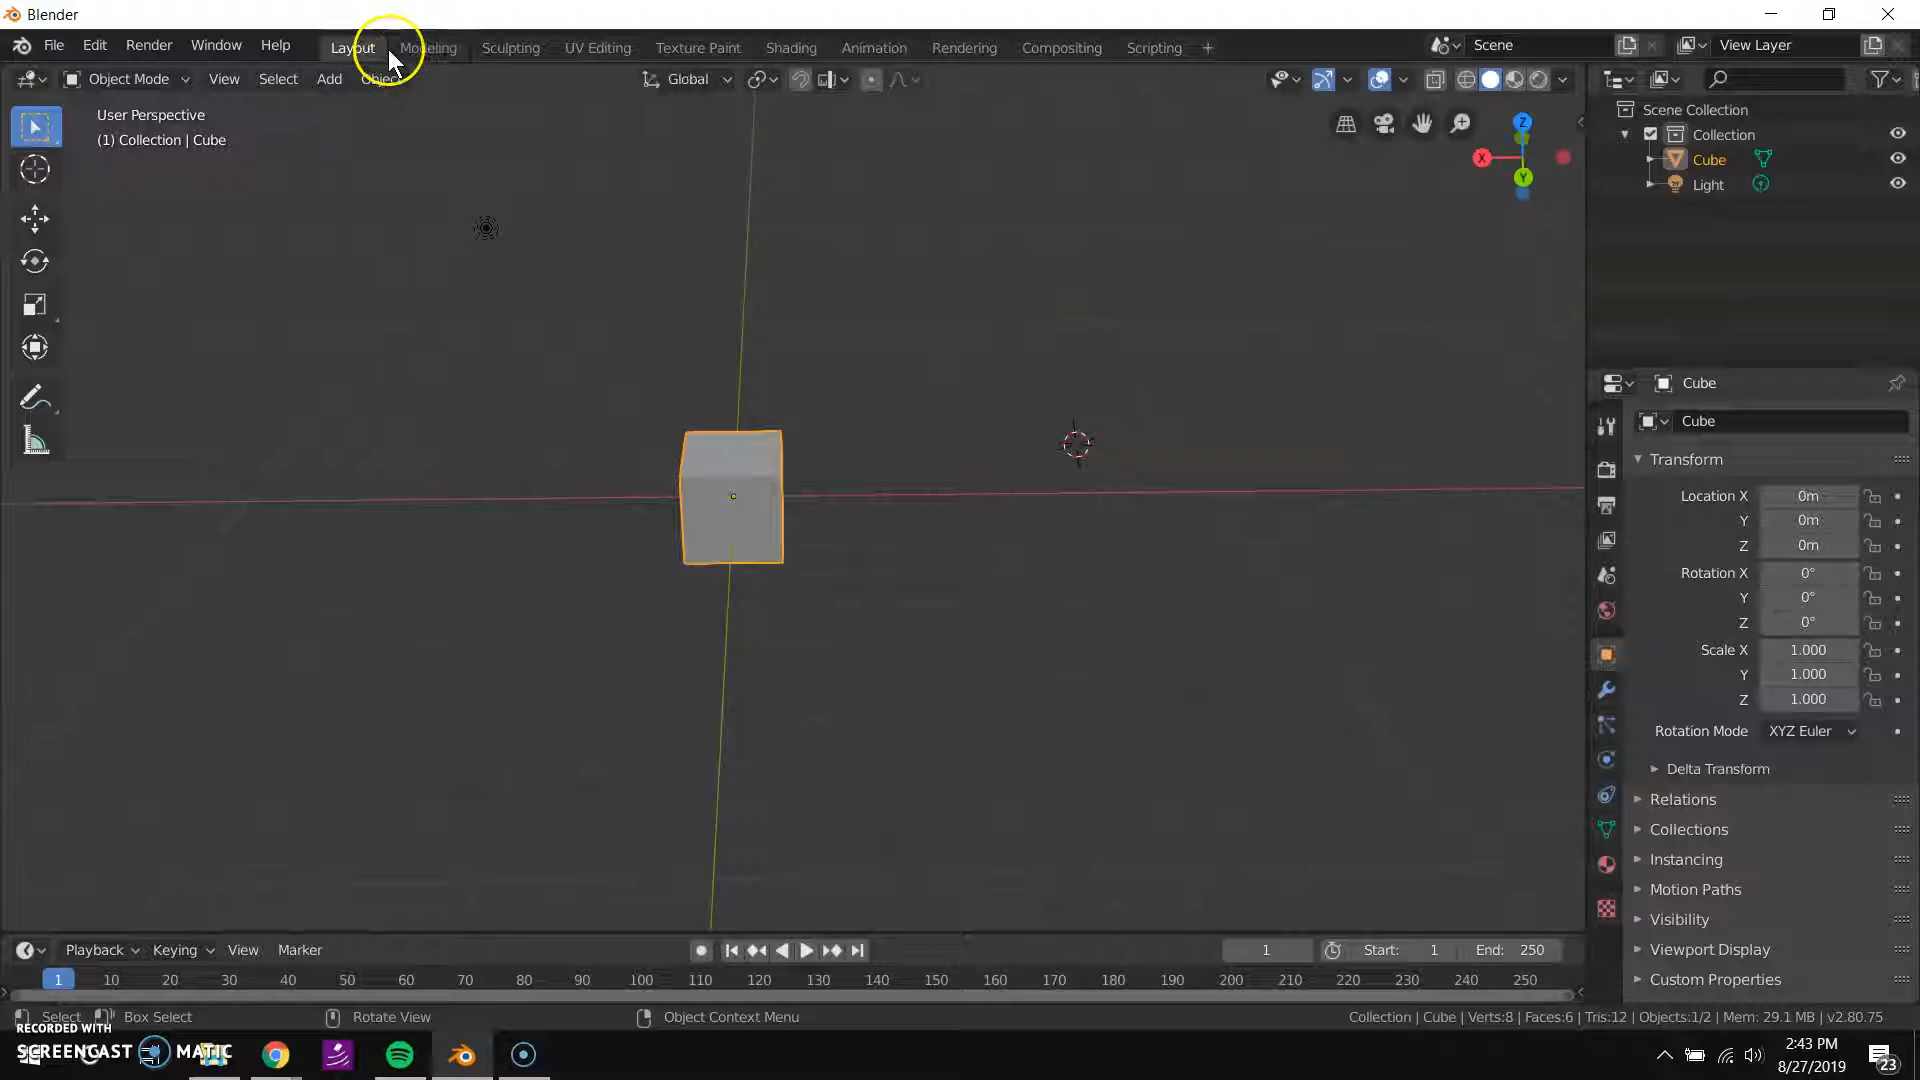 Blender
File Edit Render Window Help Layout Modeling Sculpting UV Editing Texture Paint Shading Animation Rendering Compositing Scripting + Scene View Layer
Object Mode View Select Add Object Global
User Perspective
(1) Collection | Cube
Z
X
Y
Scene Collection
Collection
Cube
Light
Cube
Cube
Transform
Location X 0m
Y 0m
Z 0m
Rotation X 0°
Y 0°
Z 0°
Scale X 1.000
Y 1.000
Z 1.000
Rotation Mode XYZ Euler
Delta Transform
Relations
Collections
Instancing
Motion Paths
Visibility
Viewport Display
Custom Properties
Playback Keying View Marker 1 Start: 1 End: 250
1 10 20 30 40 50 60 70 80 90 100 110 120 130 140 150 160 170 180 190 200 210 220 230 240 250
Select Box Select Rotate View Object Context Menu Collection | Cube | Verts:8 | Faces:6 | Tris:12 | Objects:1/2 | Mem: 29.1 MB | v2.80.75
RECORDED WITH
SCREENCAST MATIC
2:43 PM
8/27/2019
23